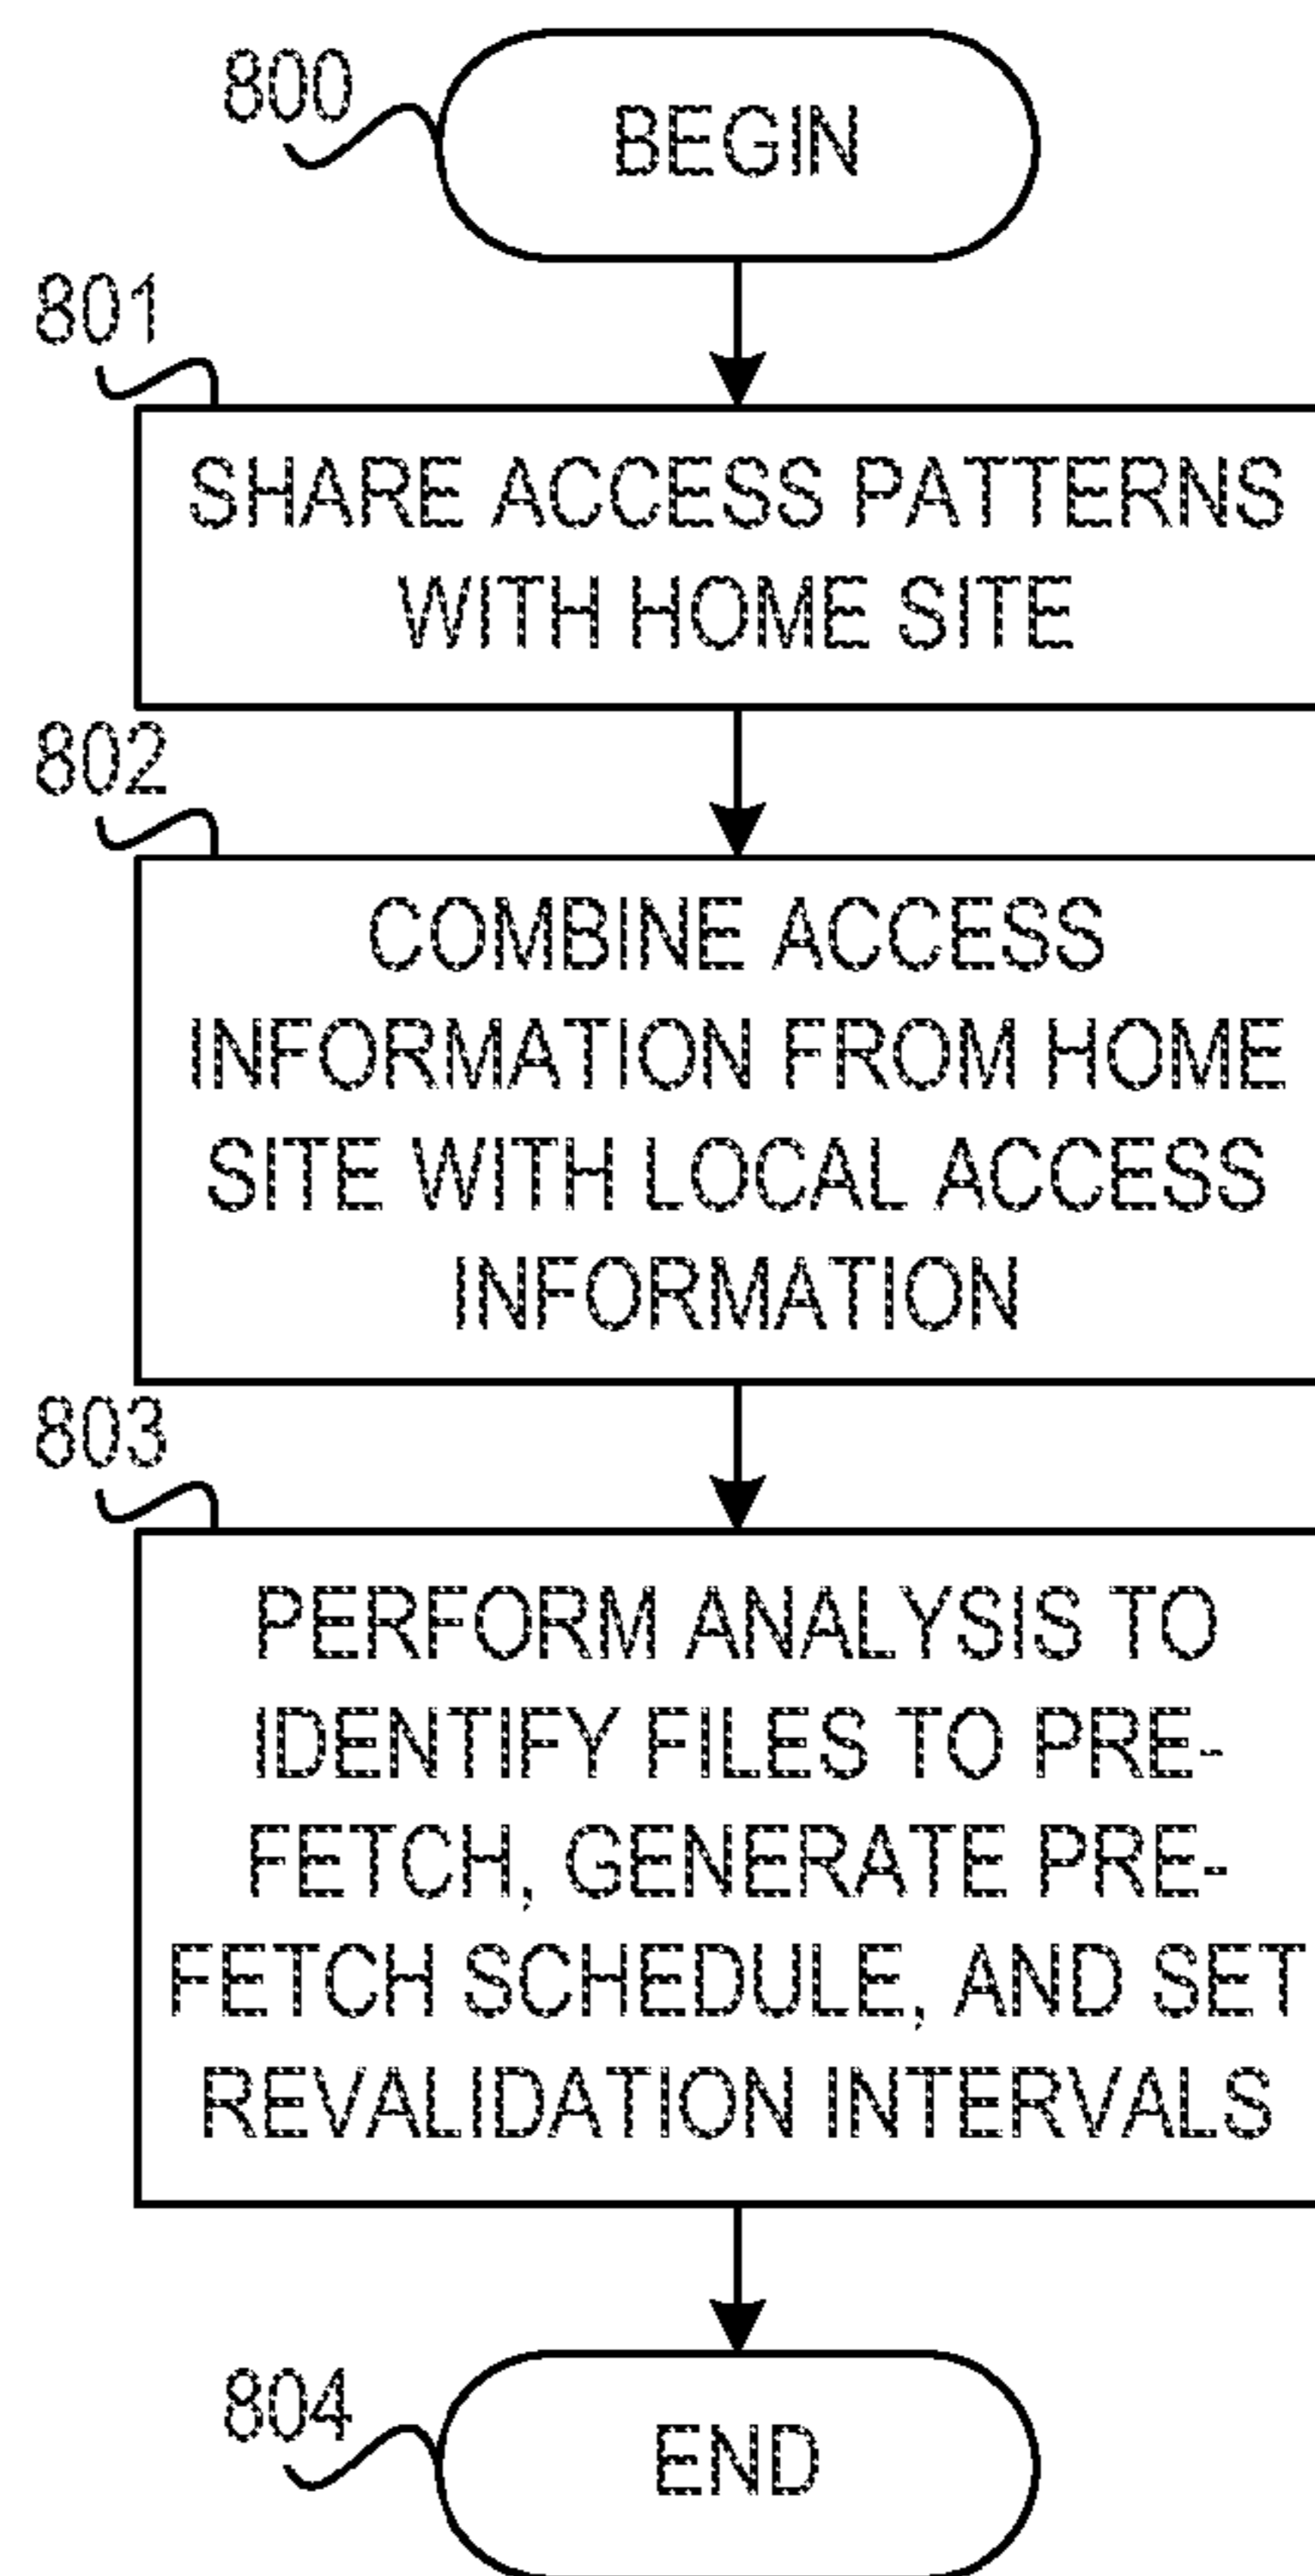 800
BEGIN
801
SHARE ACCESS PATTERNS
WITH HOME SITE
802
COMBINE ACCESS
INFORMATION FROM HOME
SITE WITH LOCAL ACCESS
INFORMATION
803
PERFORM ANALYSIS TO
IDENTIFY FILES TO PRE-
FETCH, GENERATE PRE-
FETCH SCHEDULE, AND SET
REVALIDATION INTERVALS
804
END